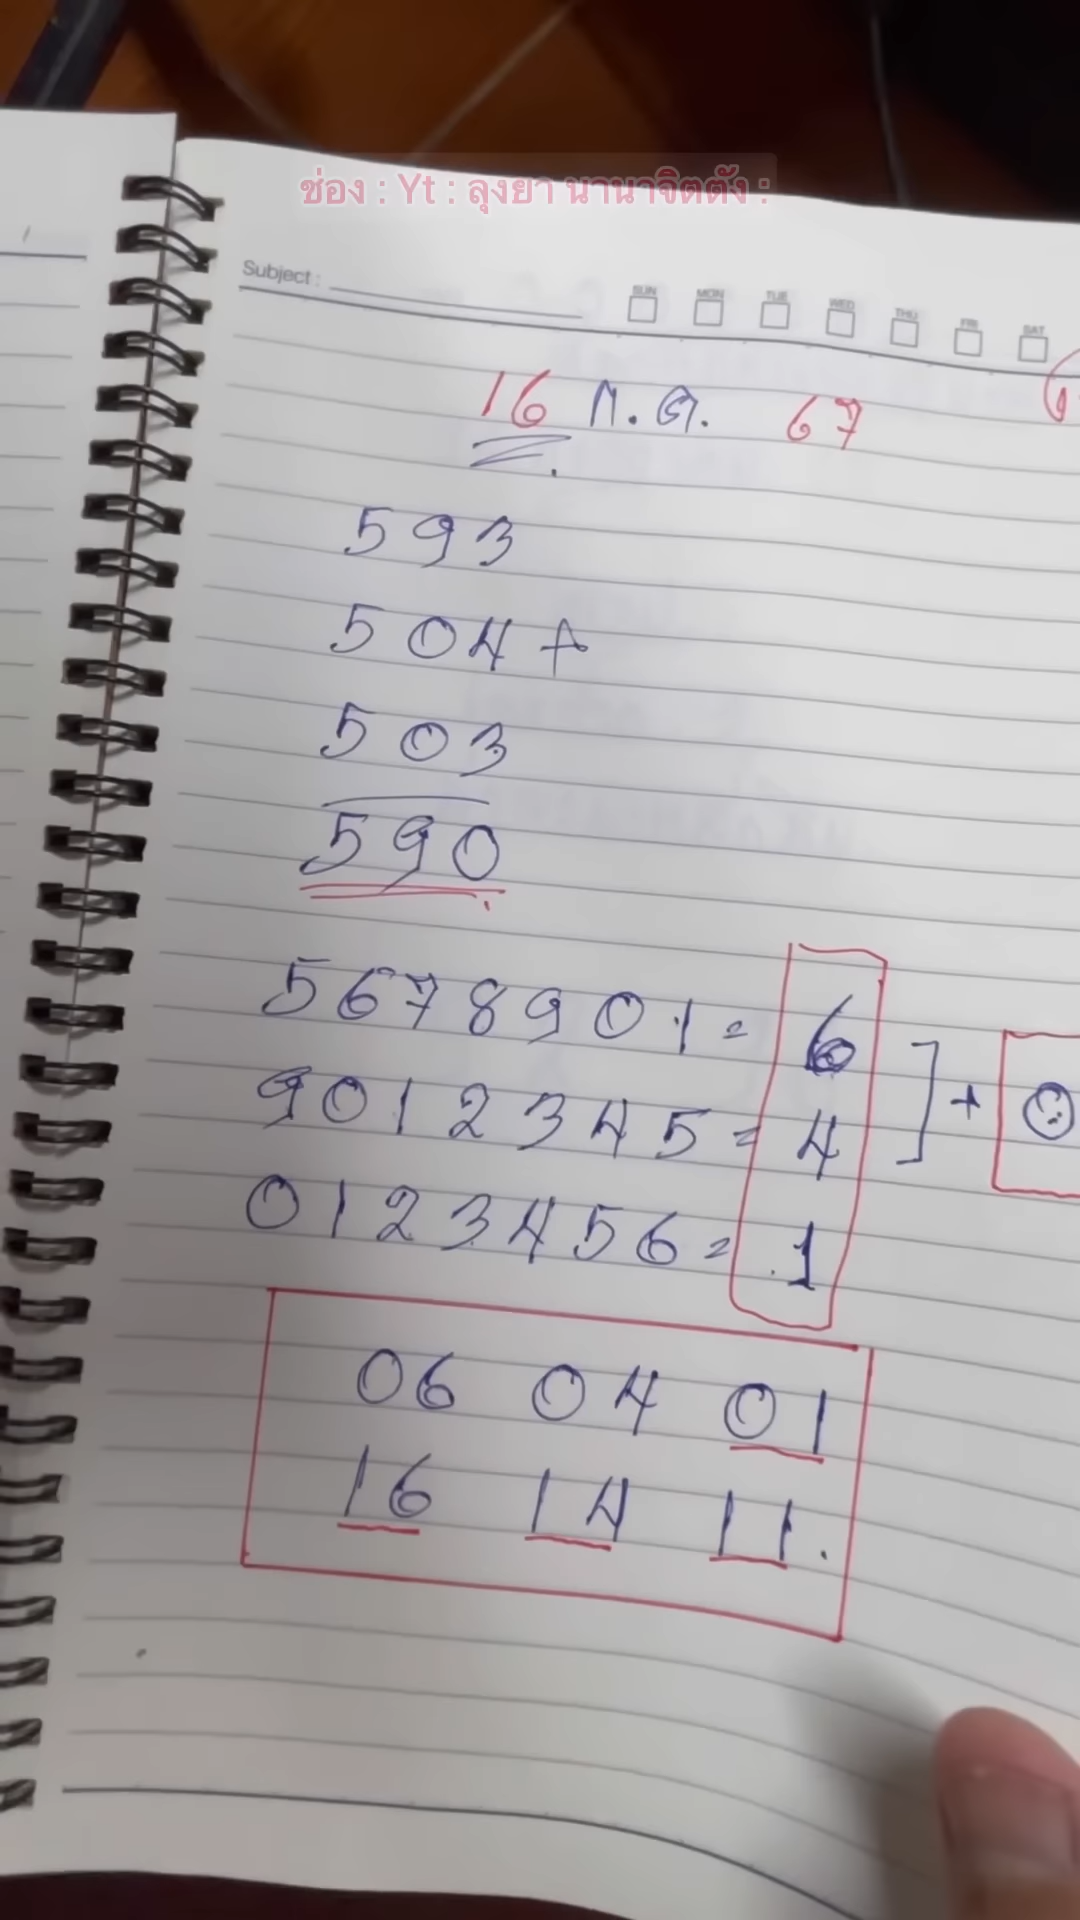 ช่อง : Yt : ลุงยา นานาจิตตัง :
Subject :
SUN MON TUE WED THU FRI SAT
16 ก.ค. 67
593
504 +
503
590
5678901 = 6
9012345 = 4 ] + 0
0123456 = 1
06 04 01
16 14 11.